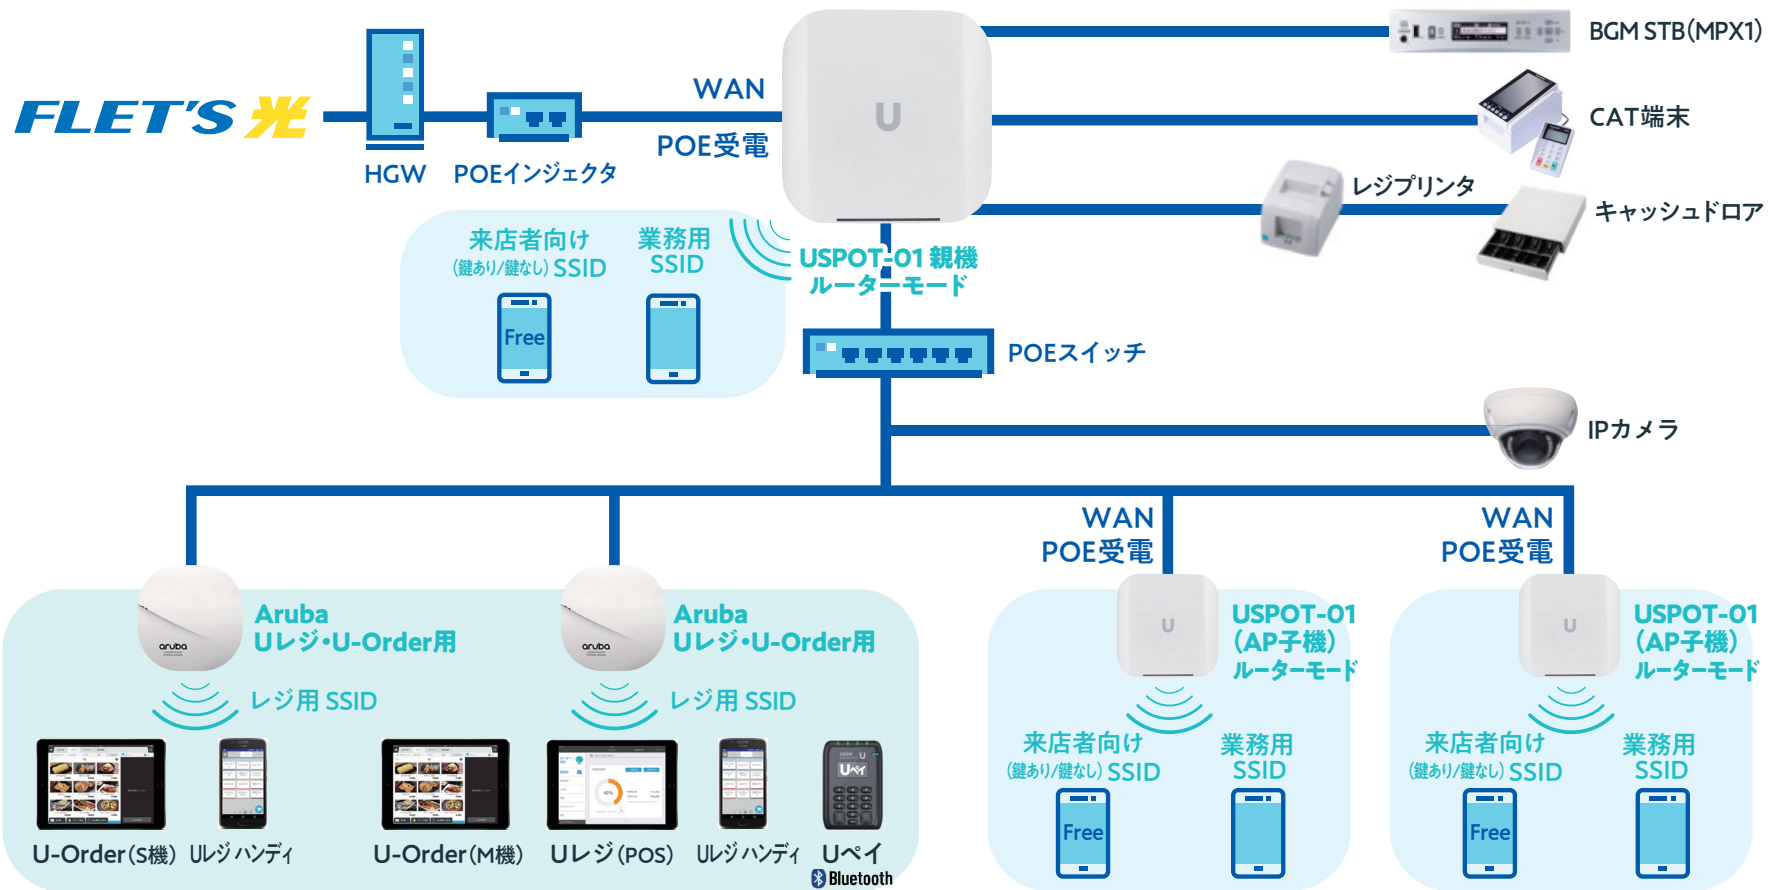 FLET'S 光
HGW
POEインジェクタ
WAN
POE受電
U
BGM STB(MPX1)
CAT端末
レジプリンタ
キャッシュドロア
来店者向け
(鍵あり/鍵なし) SSID
Free
業務用
SSID
USPOT-01 親機
ルーターモード
POEスイッチ
IPカメラ
WAN
POE受電
WAN
POE受電
aruba
Aruba
Uレジ・U-Order用
レジ用 SSID
aruba
Aruba
Uレジ・U-Order用
レジ用 SSID
U
USPOT-01
(AP子機)
ルーターモード
U
USPOT-01
(AP子機)
ルーターモード
62%
U
Uペイ
U-Order(S機)
Uレジ ハンディ
U-Order(M機)
Uレジ(POS)
Uレジ ハンディ
Uペイ
Bluetooth
来店者向け
(鍵あり/鍵なし) SSID
Free
業務用
SSID
来店者向け
(鍵あり/鍵なし) SSID
Free
業務用
SSID